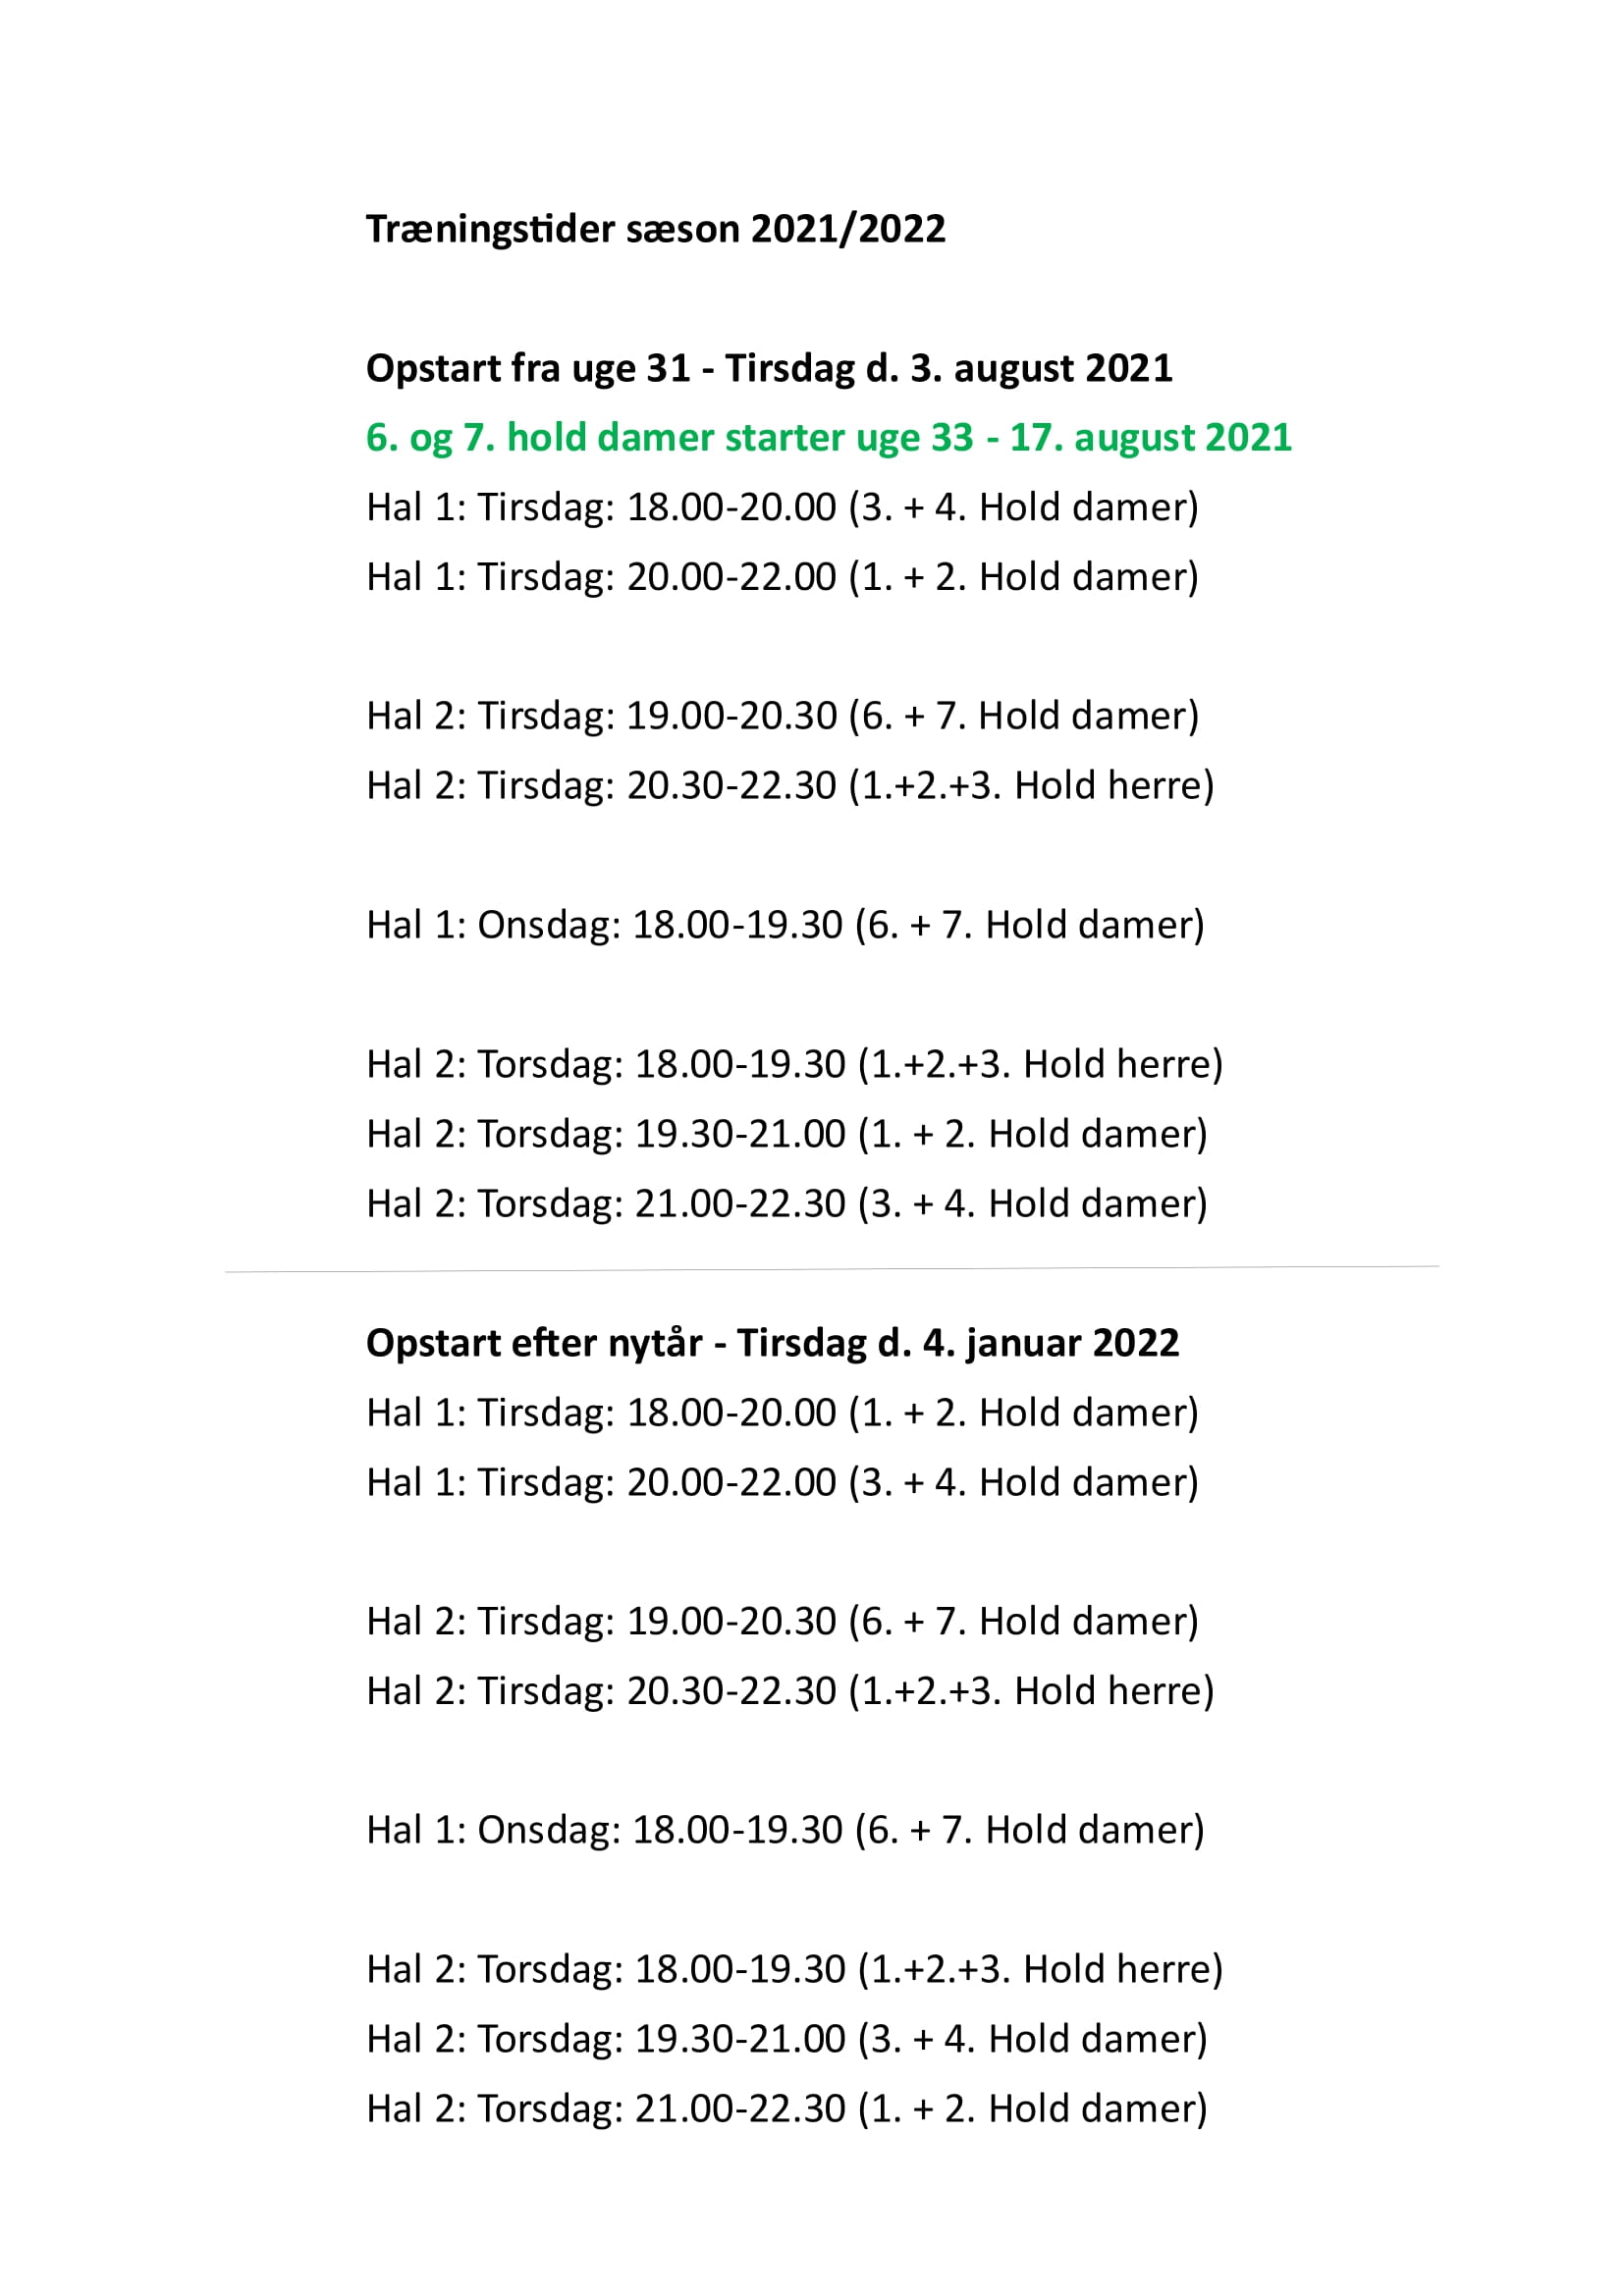 Træningstider sæson 2021/2022
Opstart fra uge 31 - Tirsdag d. 3. august 2021
6. og 7. hold damer starter uge 33 - 17. august 2021
Hal 1: Tirsdag: 18.00-20.00 (3. + 4. Hold damer)
Hal 1: Tirsdag: 20.00-22.00 (1. + 2. Hold damer)
Hal 2: Tirsdag: 19.00-20.30 (6. + 7. Hold damer)
Hal 2: Tirsdag: 20.30-22.30 (1.+2.+3. Hold herre)
Hal 1: Onsdag: 18.00-19.30 (6. + 7. Hold damer)
Hal 2: Torsdag: 18.00-19.30 (1.+2.+3. Hold herre)
Hal 2: Torsdag: 19.30-21.00 (1. + 2. Hold damer)
Hal 2: Torsdag: 21.00-22.30 (3. + 4. Hold damer)
Opstart efter nytår - Tirsdag d. 4. januar 2022
Hal 1: Tirsdag: 18.00-20.00 (1. + 2. Hold damer)
Hal 1: Tirsdag: 20.00-22.00 (3. + 4. Hold damer)
Hal 2: Tirsdag: 19.00-20.30 (6. + 7. Hold damer)
Hal 2: Tirsdag: 20.30-22.30 (1.+2.+3. Hold herre)
Hal 1: Onsdag: 18.00-19.30 (6. + 7. Hold damer)
Hal 2: Torsdag: 18.00-19.30 (1.+2.+3. Hold herre)
Hal 2: Torsdag: 19.30-21.00 (3. + 4. Hold damer)
Hal 2: Torsdag: 21.00-22.30 (1. + 2. Hold damer)